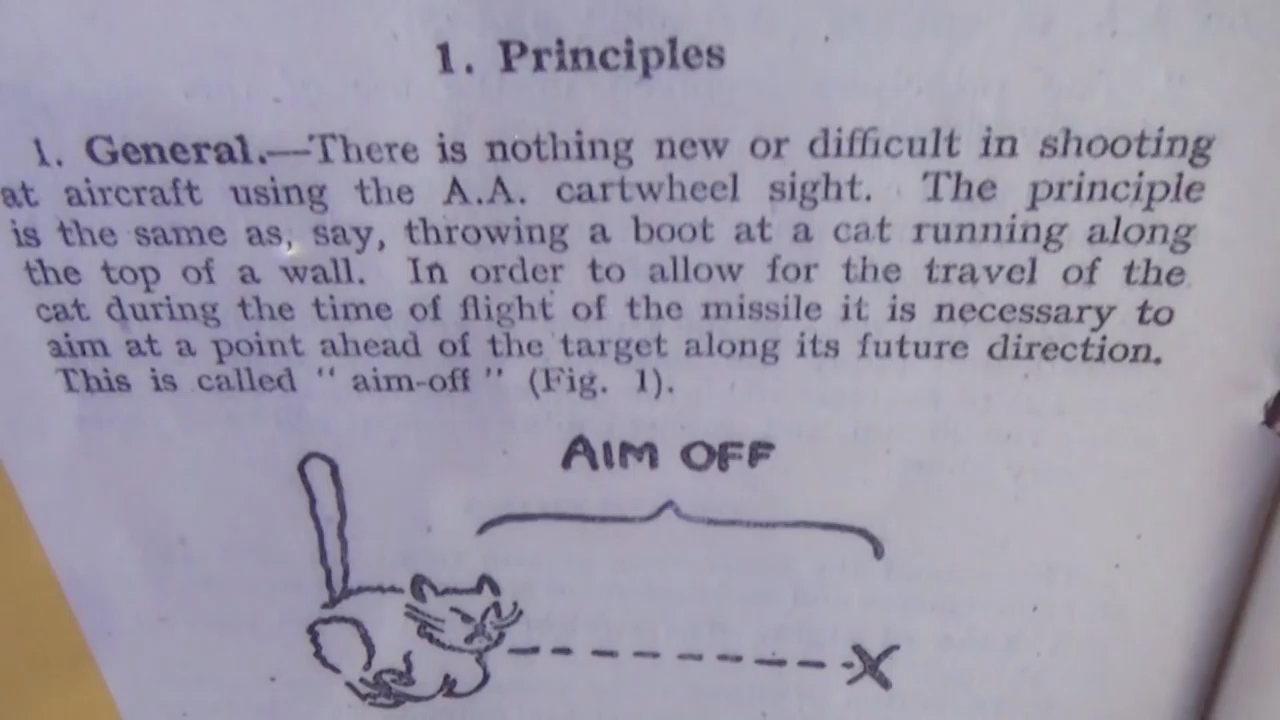 1. Principles
1. General.—There is nothing new or difficult in shooting
at aircraft using the A.A. cartwheel sight. The principle
is the same as, say, throwing a boot at a cat running along
the top of a wall. In order to allow for the travel of the
cat during the time of flight of the missile it is necessary to
aim at a point ahead of the target along its future direction.
This is called " aim-off " (Fig. 1).
AIM OFF
X